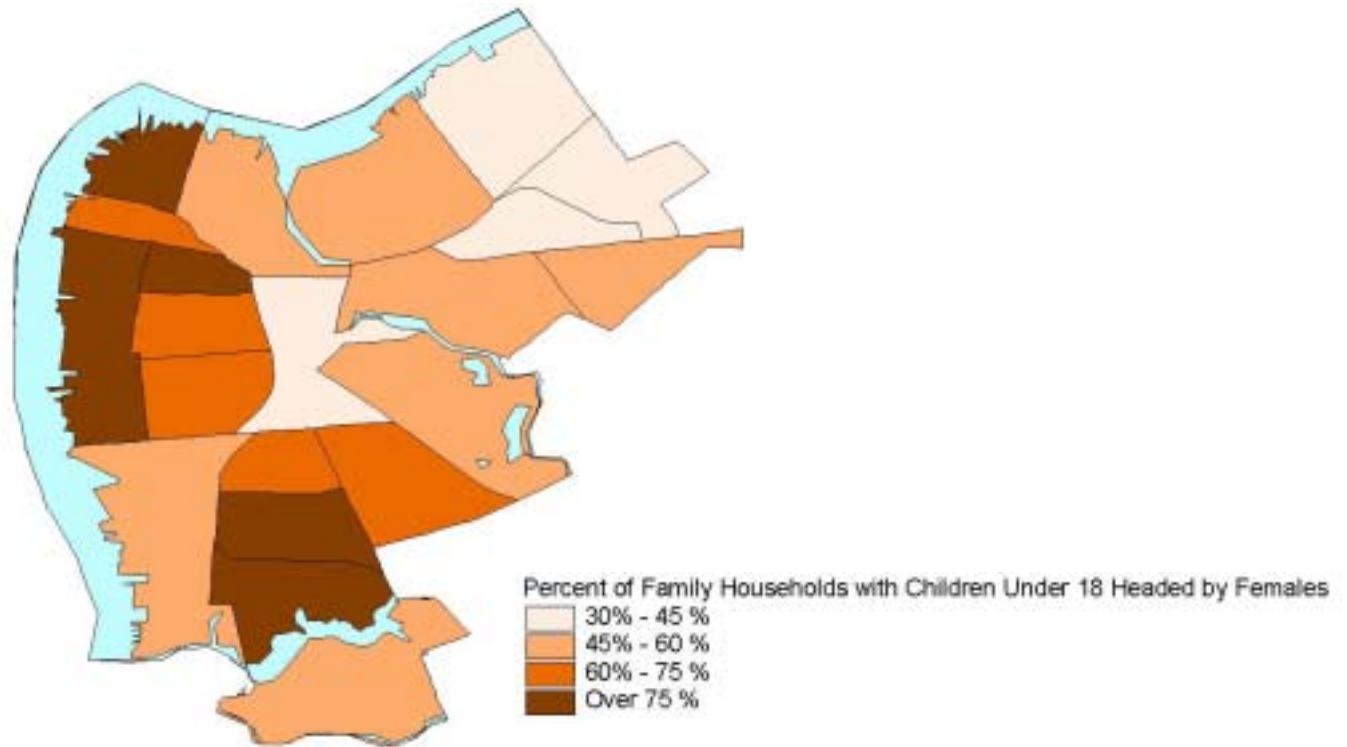 Percent of Family Households with Children Under 18 Headed by Females
30% - 45 %
45% - 60 %
60% - 75 %
Over 75 %